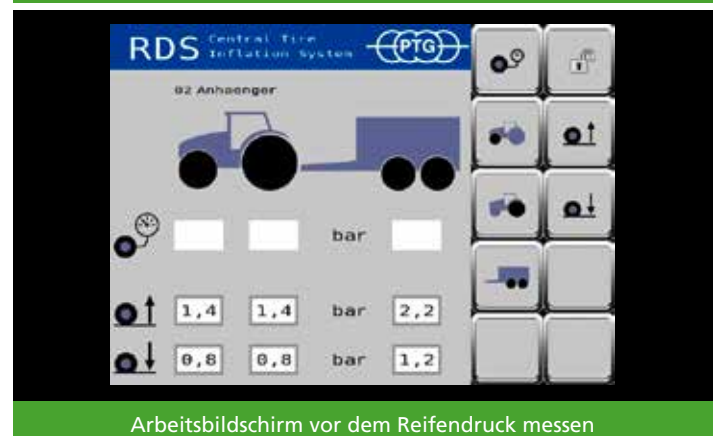 RDS Central Tire Inflation System PTG
02 Anhaenger
bar
1,4 1,4 bar 2,2
0,8 0,8 bar 1,2
Arbeitsbildschirm vor dem Reifendruck messen